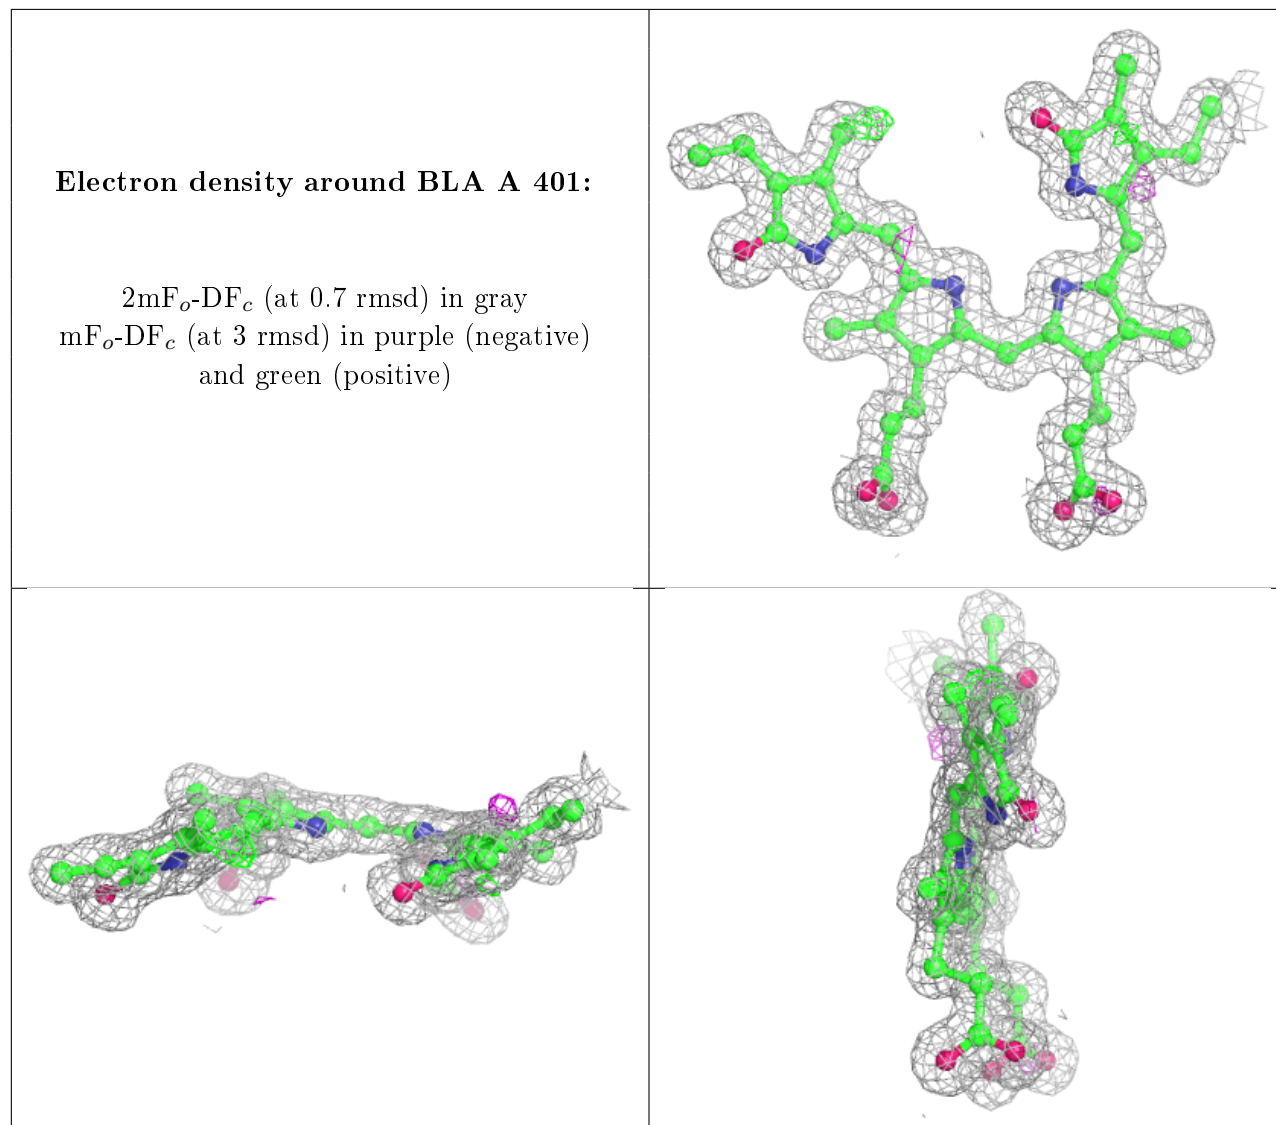 Electron density around BLA A 401:
2mFo-DFc (at 0.7 rmsd) in gray
mFo-DFc (at 3 rmsd) in purple (negative)
and green (positive)